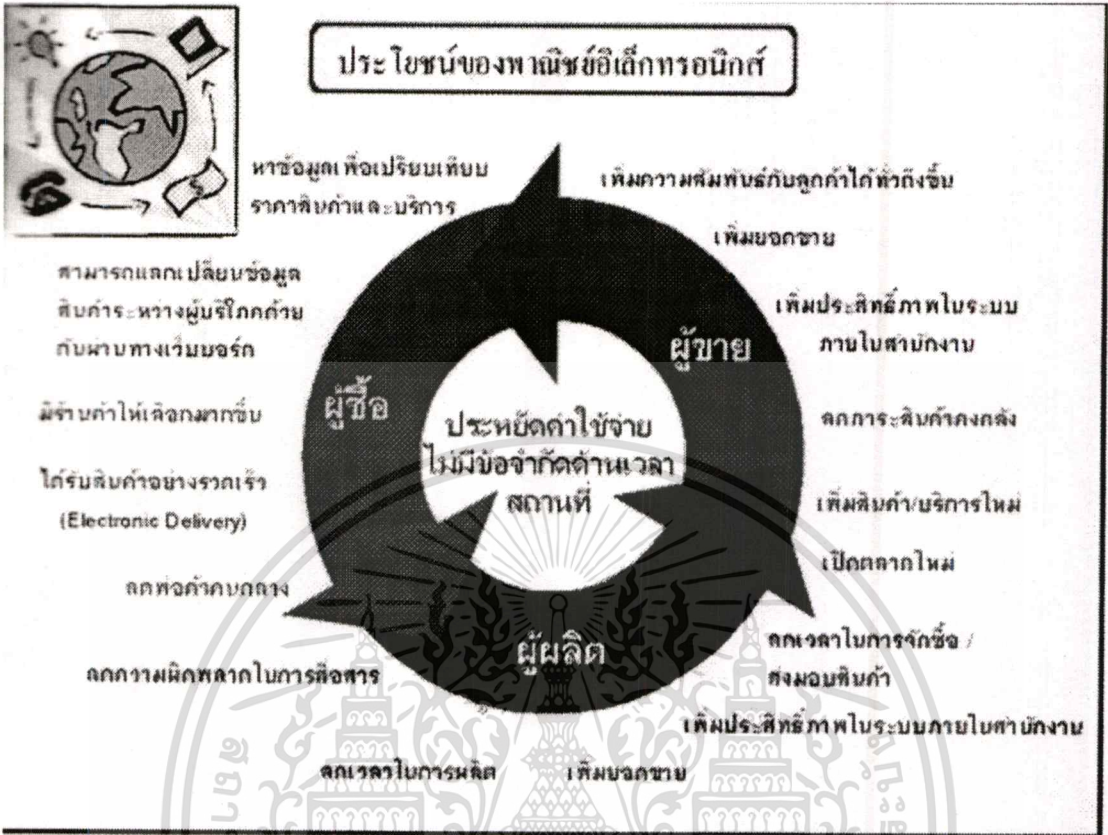 ประโยชน์ของพาณิชย์อิเล็กทรอนิกส์
หาข้อมูลเพื่อเปรียบเทียบ
ราคาสินค้าและบริการ
สามารถแลกเปลี่ยนข้อมูล
สินค้าระหว่างผู้บริโภคด้วย
กันผ่านทางเว็บบอร์ด
มีร้านค้าให้เลือกมากขึ้น
ได้รับสินค้าอย่างรวดเร็ว
(Electronic Delivery)
ลดพ่อค้าคนกลาง
ผู้ซื้อ
ประหยัดค่าใช้จ่าย
ไม่มีข้อจำกัดด้านเวลา
สถานที่
ผู้ขาย
เพิ่มความสัมพันธ์กับลูกค้าได้ทั่วถึงขึ้น
เพิ่มยอดขาย
เพิ่มประสิทธิ์ภาพในระบบ
ภายในสำนักงาน
ลดภาระสินค้าคงคลัง
เพิ่มสินค้า/บริการใหม่
เปิดตลาดใหม่
ผู้ผลิต
ลดเวลาในการจัดซื้อ /
ส่งมอบสินค้า
เพิ่มประสิทธิ์ภาพในระบบภายในสำนักงาน
เพิ่มยอดขาย
ลดเวลาในการผลิต
ลดความผิดพลาดในการสื่อสาร